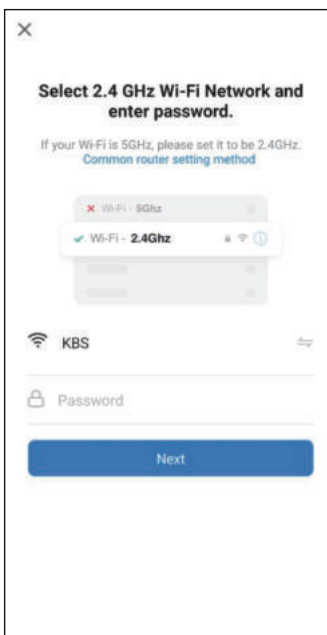 Select 2.4 GHz Wi-Fi Network and
enter password.
If your Wi-Fi is 5GHz, please set it to be 2.4GHz.
Common router setting method
Wi-Fi - 5Ghz
Wi-Fi - 2.4Ghz
KBS
Password
Next